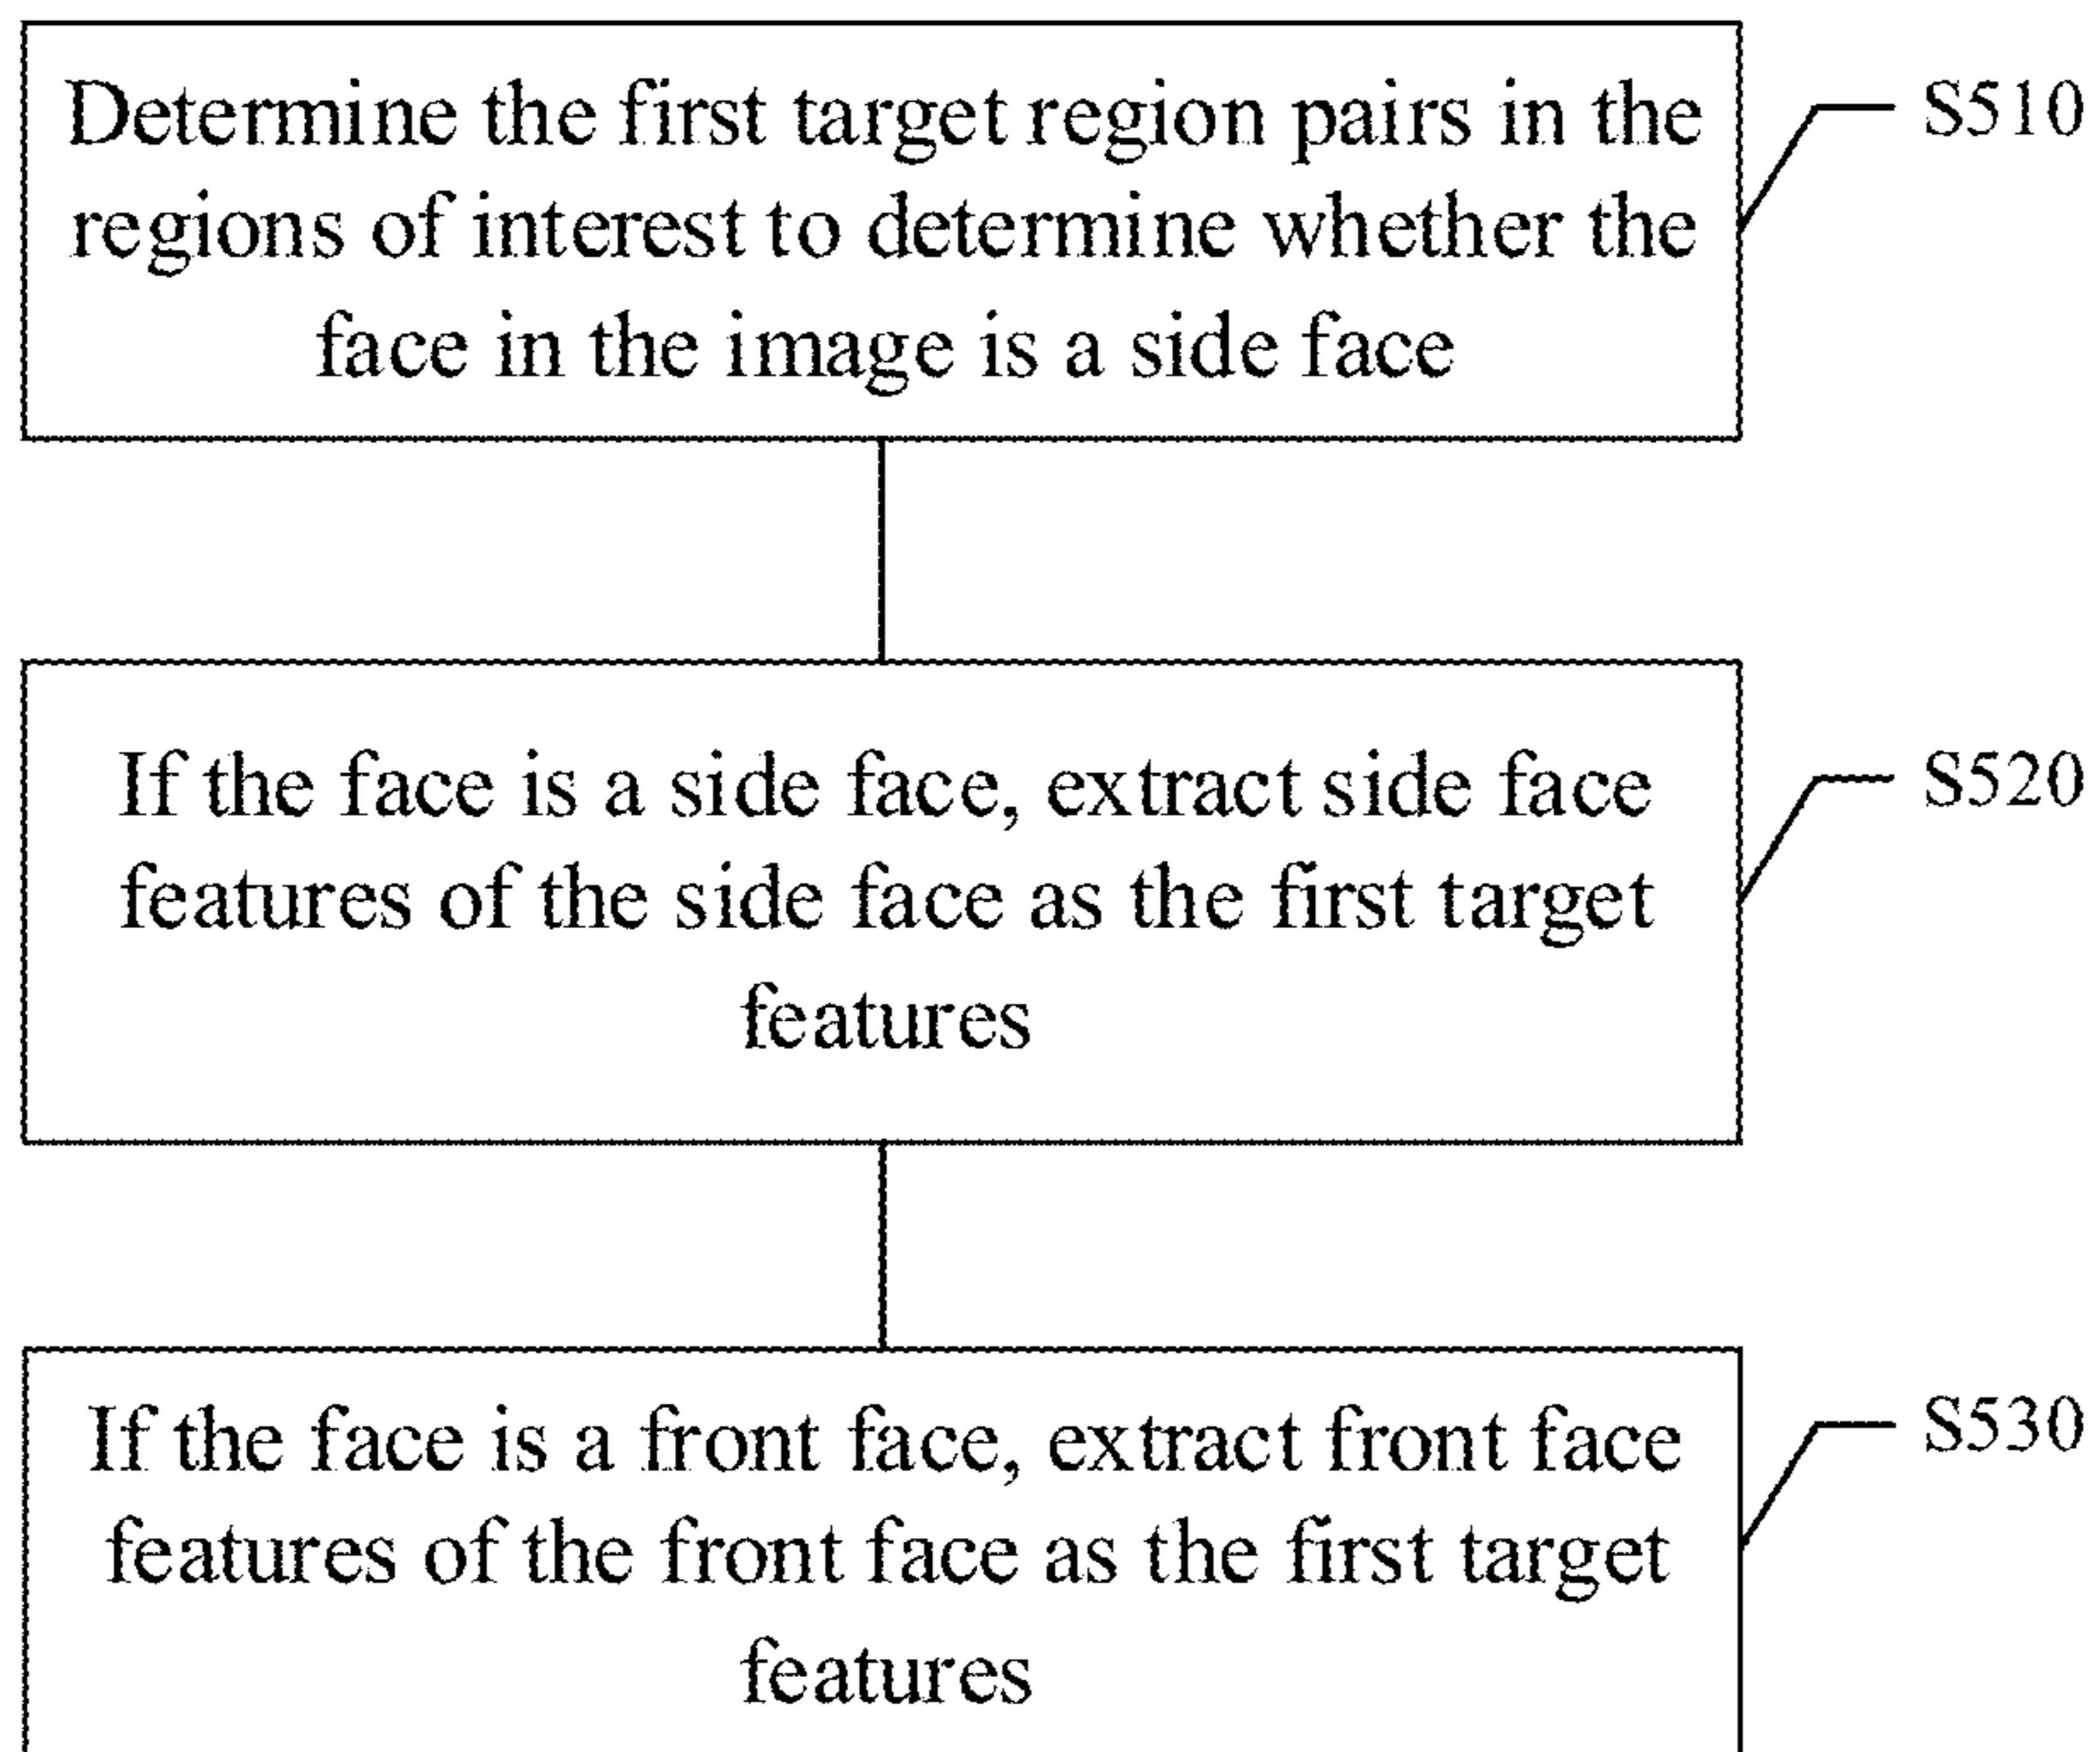 Determine the first target region pairs in the
regions of interest to determine whether the
face in the image is a side face
S510
If the face is a side face, extract side face
features of the side face as the first target
features
S520
If the face is a front face, extract front face
features of the front face as the first target
features
S530